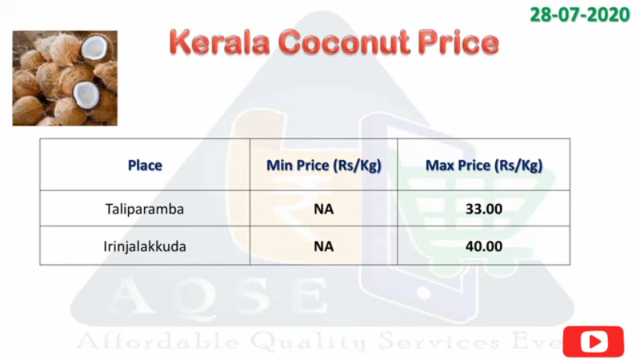 28-07-2020
Kerala Coconut Price
Place Min Price (Rs/Kg) Max Price (Rs/Kg)
Taliparamba NA 33.00
Irinjalakkuda NA 40.00
AQSE
Affordable Quality Services Eve